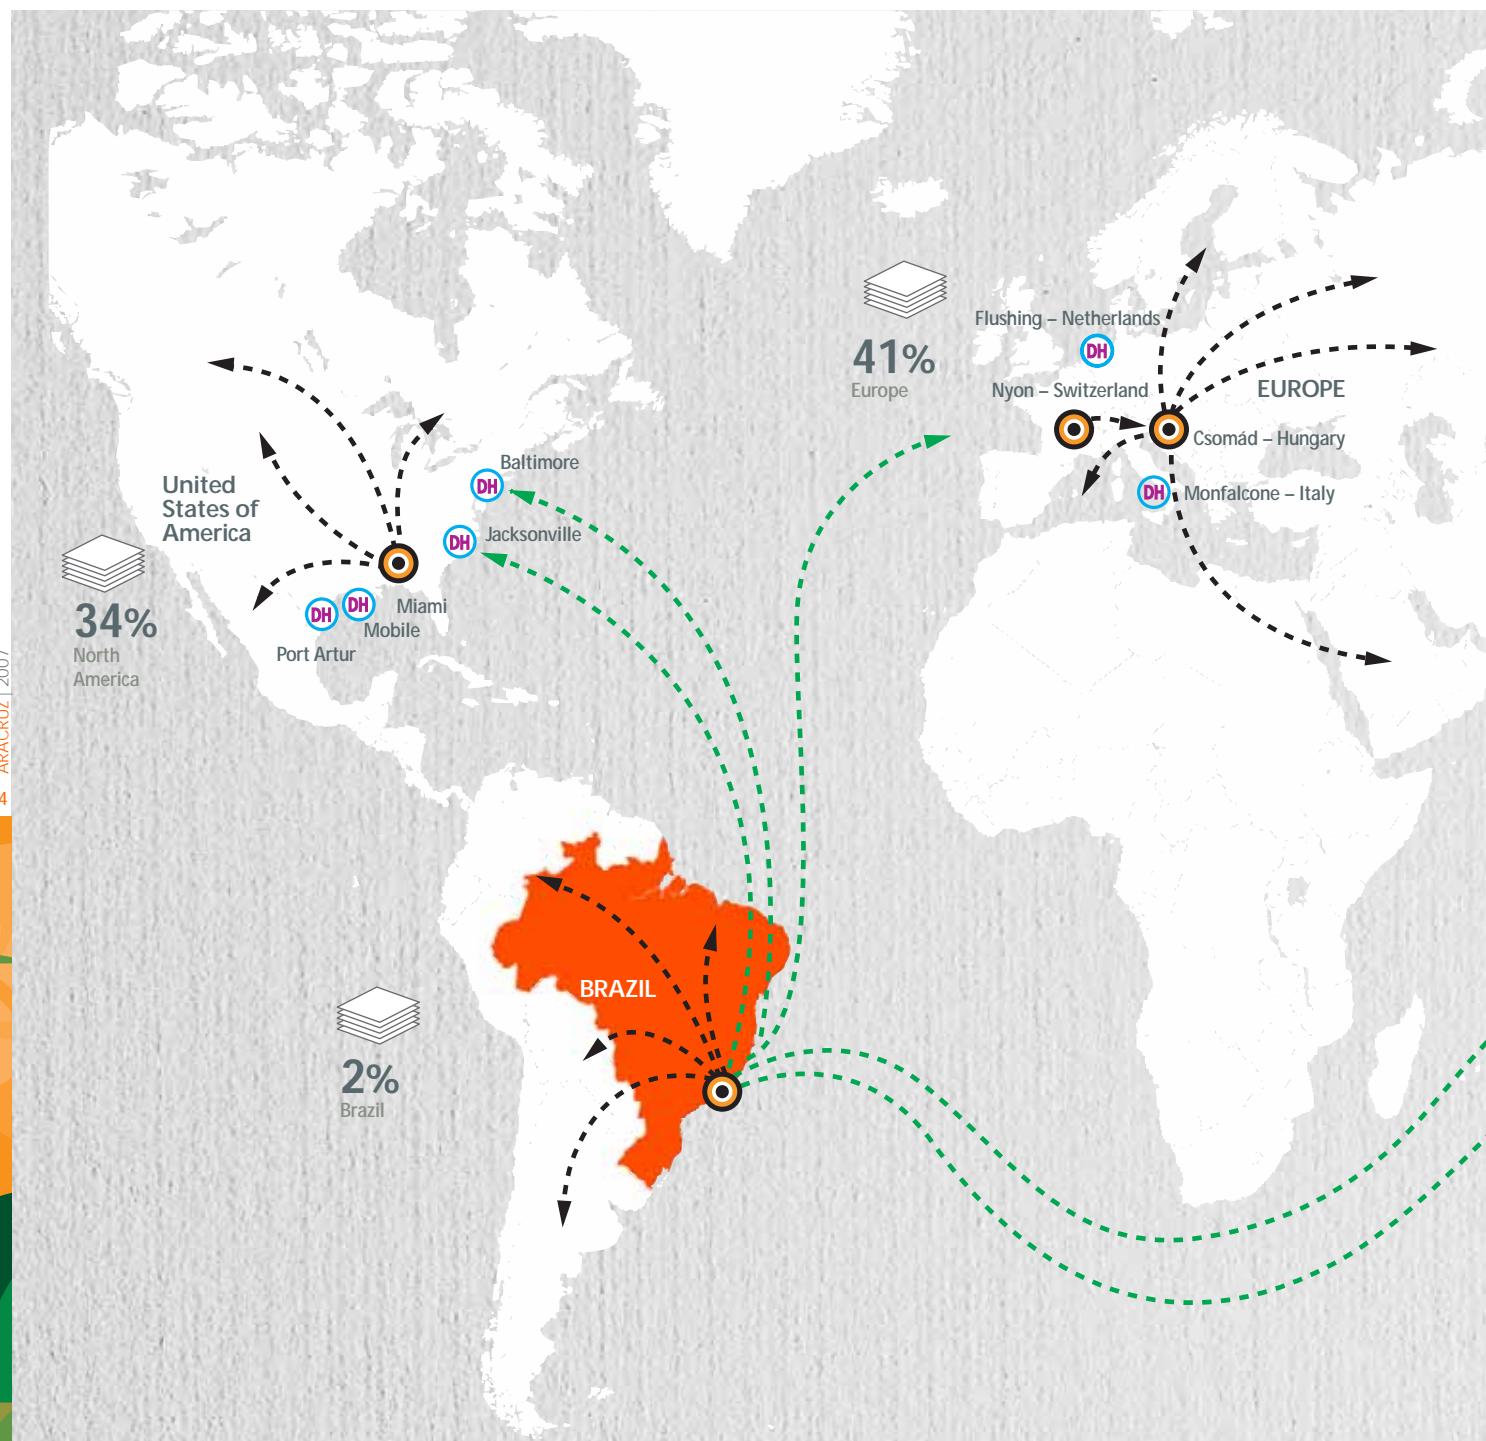 Flushing – Netherlands
DH
41%
Europe
Nyon – Switzerland
EUROPE
Csomád – Hungary
DH
Monfalcone – Italy
Baltimore
DH
United
States of
America
Jacksonville
DH
34%
North
America
DH
DH
Miami
Mobile
Port Artur
4 ARACRUZ | 2007
BRAZIL
2%
Brazil